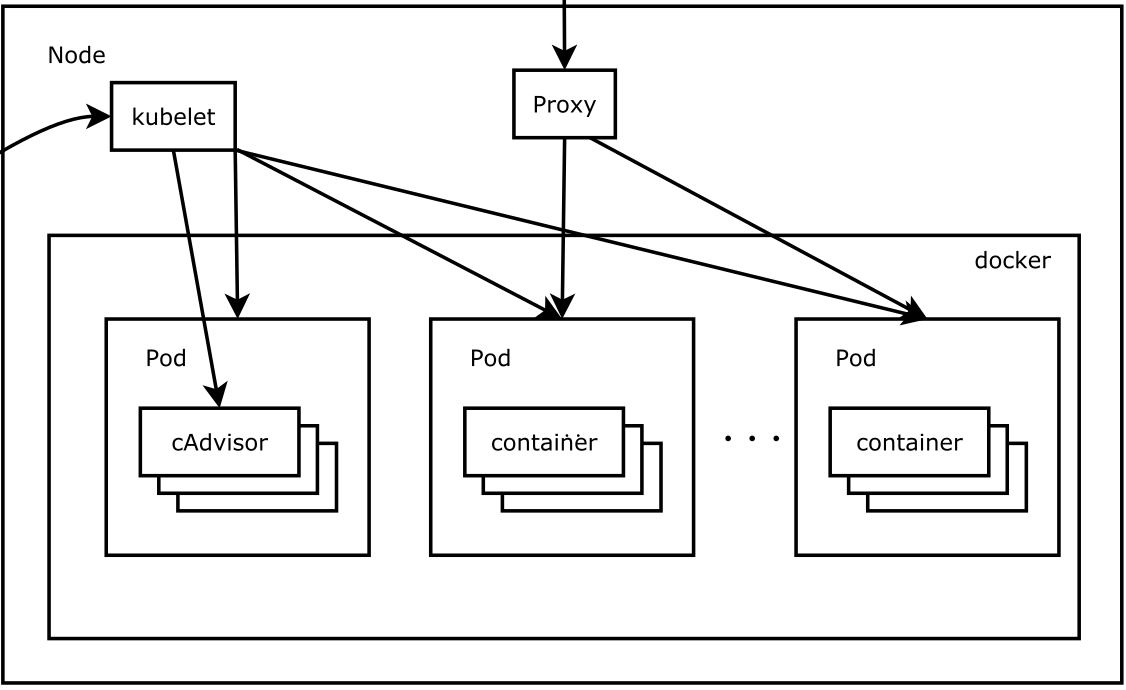 Node
kubelet
Proxy
docker
Pod
Pod
Pod
cAdvisor
container
. . .
container